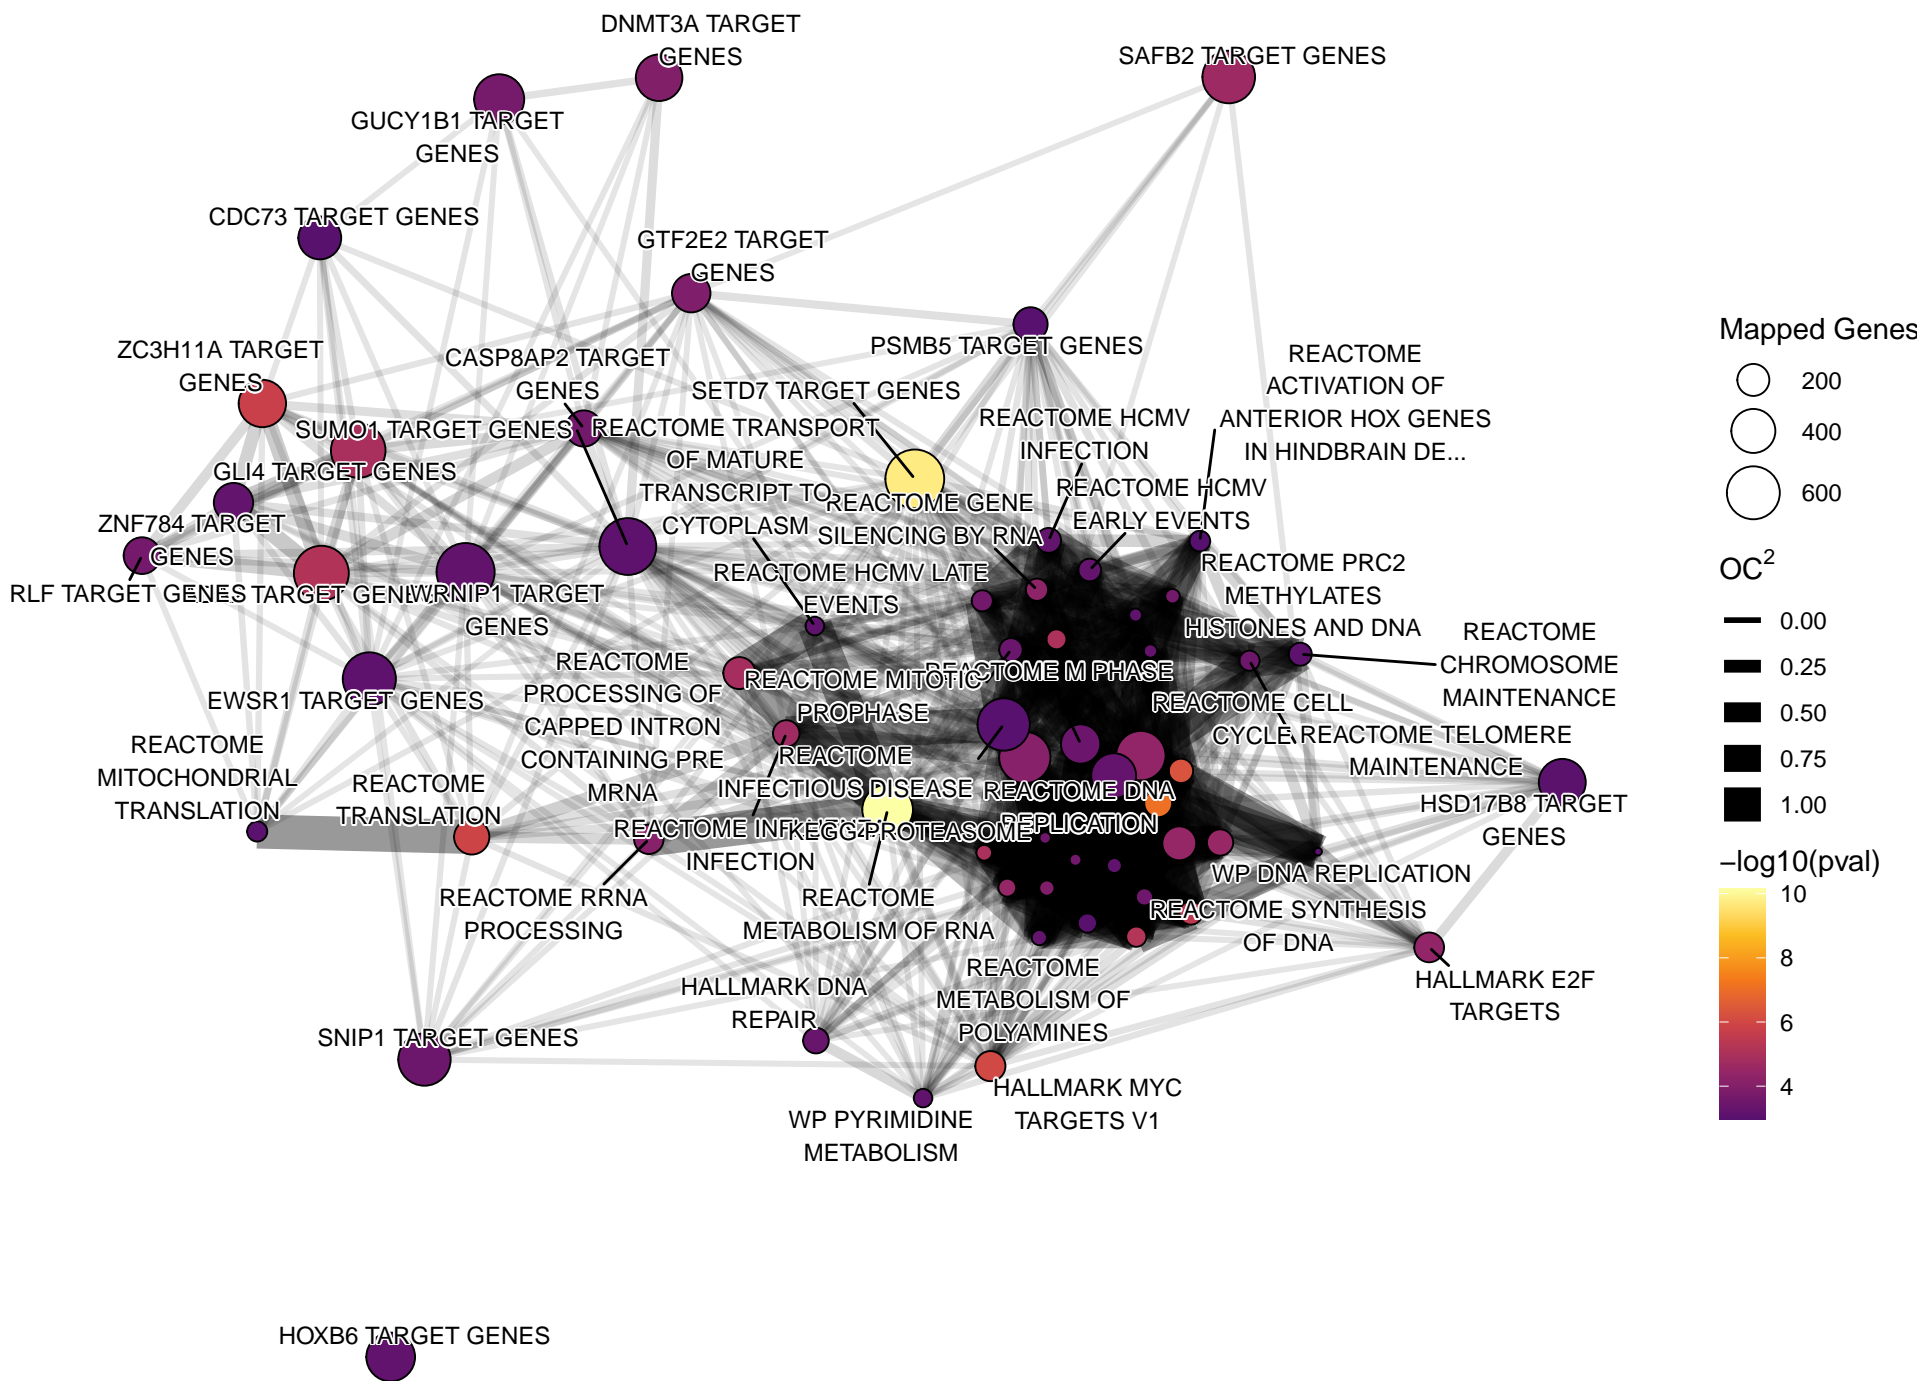 DNMT3A TARGET
GENES
SAFB2 TARGET GENES
GUCY1B1 TARGET
GENES
CDC73 TARGET GENES
GTF2E2 TARGET
GENES
ZC3H11A TARGET
GENES
CASP8AP2 TARGET
GENES
PSMB5 TARGET GENES
SETD7 TARGET GENES
REACTOME
ACTIVATION OF
ANTERIOR HOX GENES
IN HINDBRAIN DE...
REACTOME HCMV
INFECTION
SUMO1 TARGET GENES
REACTOME TRANSPORT
OF MATURE
TRANSCRIPT TO
CYTOPLASM
GLI4 TARGET GENES
REACTOME GENE
SILENCING BY RNA
REACTOME HCMV
EARLY EVENTS
ZNF784 TARGET
GENES
RLF TARGET GENES
TARGET GENES
WRNIP1 TARGET
GENES
REACTOME HCMV LATE
EVENTS
REACTOME PRC2
METHYLATES
HISTONES AND DNA
REACTOME
CHROMOSOME
MAINTENANCE
EWSR1 TARGET GENES
REACTOME
PROCESSING OF
CAPPED INTRON
CONTAINING PRE
MRNA
REACTOME MITOTIC
PROPHASE
REACTOME M PHASE
REACTOME CELL
CYCLE
REACTOME TELOMERE
MAINTENANCE
REACTOME
MITOCHONDRIAL
TRANSLATION
REACTOME
TRANSLATION
REACTOME
INFECTIOUS DISEASE
REACTOME DNA
REPLICATION
HSD17B8 TARGET
GENES
REACTOME INFLUENZA
INFECTION
KEGG PROTEASOME
REACTOME RRNA
PROCESSING
REACTOME
METABOLISM OF RNA
WP DNA REPLICATION
REACTOME SYNTHESIS
OF DNA
HALLMARK E2F
TARGETS
HALLMARK DNA
REPAIR
REACTOME
METABOLISM OF
POLYAMINES
SNIP1 TARGET GENES
HALLMARK MYC
TARGETS V1
WP PYRIMIDINE
METABOLISM
HOXB6 TARGET GENES
Mapped Genes
200
400
600
OC²
0.00
0.25
0.50
0.75
1.00
−log10(pval)
10
8
6
4